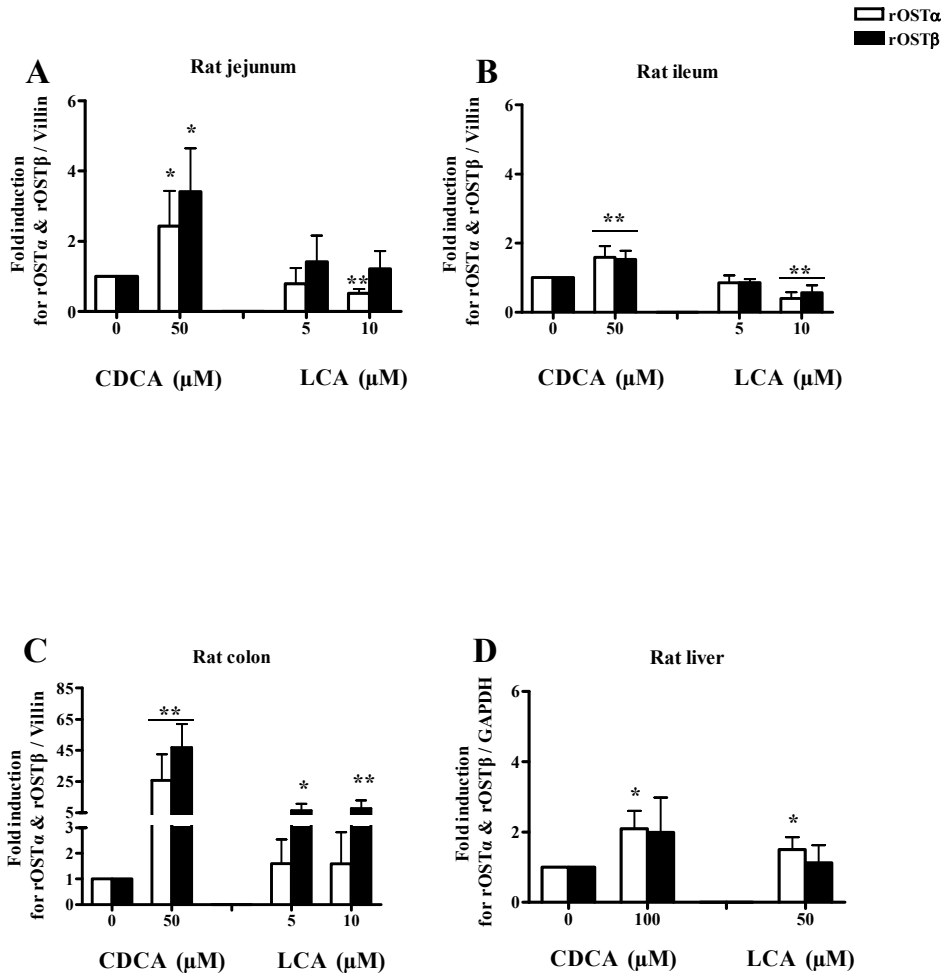 rOSTα
rOSTβ
A
Rat jejunum
Fold induction
for rOSTα & rOSTβ / Villin
6
4
2
0
*
*
**
0
50
5
10
CDCA (µM)
LCA (µM)
B
Rat ileum
Fold induction
for rOSTα & rOSTβ / Villin
6
4
2
0
**
**
0
50
5
10
CDCA (µM)
LCA (µM)
C
Rat colon
Fold induction
for rOSTα & rOSTβ / Villin
85
65
45
25
5
3
2
1
0
**
*
**
0
50
5
10
CDCA (µM)
LCA (µM)
D
Rat liver
Fold induction
for rOSTα & rOSTβ / GAPDH
6
4
2
0
*
*
0
100
50
CDCA (µM)
LCA (µM)